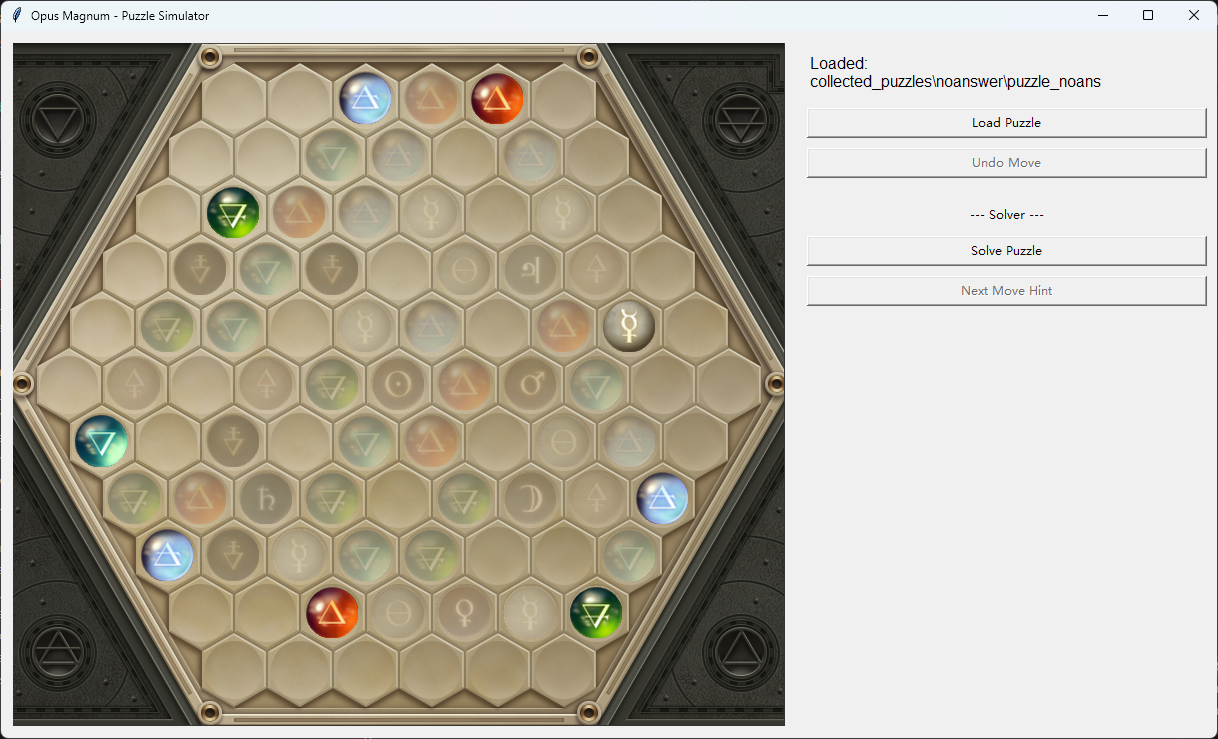 Opus Magnum - Puzzle Simulator
Loaded:
collected_puzzles\noanswer\puzzle_noans
Load Puzzle
Undo Move
--- Solver ---
Solve Puzzle
Next Move Hint